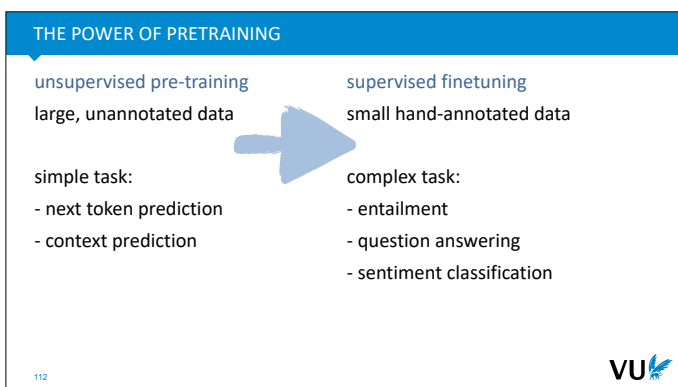 THE POWER OF PRETRAINING
unsupervised pre-training
large, unannotated data
simple task:
- next token prediction
- context prediction
supervised finetuning
small hand-annotated data
complex task:
- entailment
- question answering
- sentiment classification
112
VU